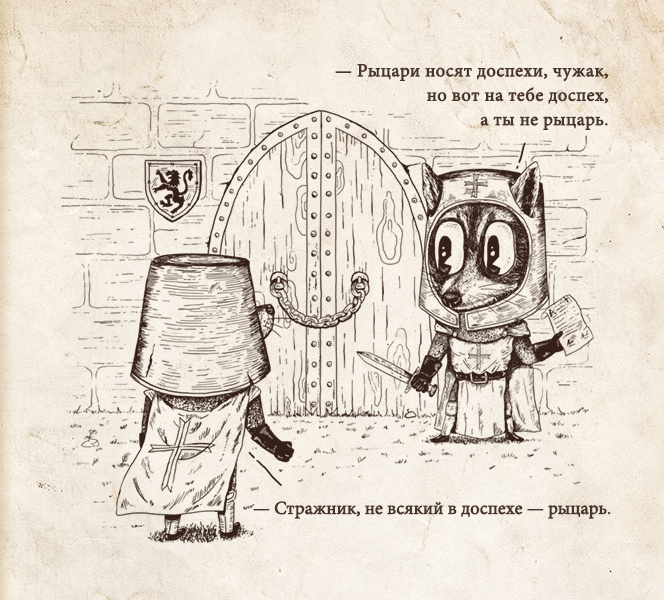 — Рыцари носят доспехи, чужак,
но вот на тебе доспех,
а ты не рыцарь.
— Стражник, не всякий в доспехе — рыцарь.